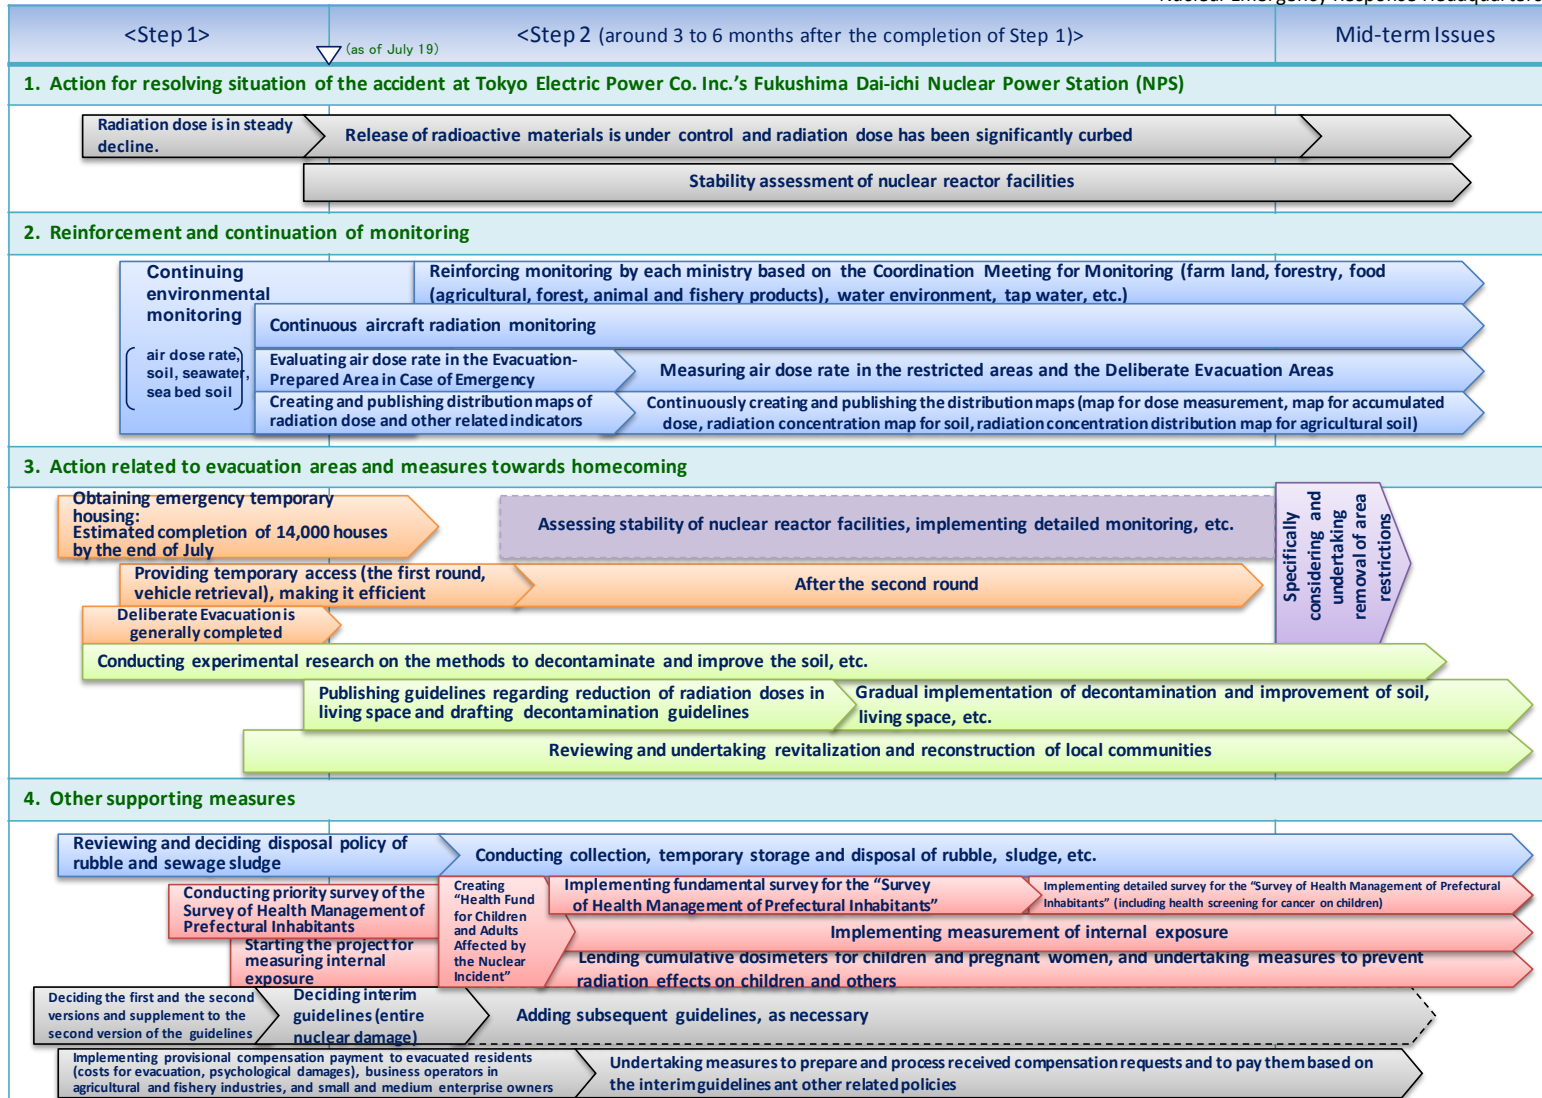 Nuclear Emergency Response Headquarters
<Step 1>
(as of July 19)
<Step 2 (around 3 to 6 months after the completion of Step 1)>
Mid-term Issues
1. Action for resolving situation of the accident at Tokyo Electric Power Co. Inc.'s Fukushima Dai-ichi Nuclear Power Station (NPS)
Radiation dose is in steady
decline.
Release of radioactive materials is under control and radiation dose has been significantly curbed
Stability assessment of nuclear reactor facilities
2. Reinforcement and continuation of monitoring
Continuing
environmental
monitoring
air dose rate,
soil, seawater,
sea bed soil
Reinforcing monitoring by each ministry based on the Coordination Meeting for Monitoring (farm land, forestry, food
(agricultural, forest, animal and fishery products), water environment, tap water, etc.)
Continuous aircraft radiation monitoring
Evaluating air dose rate in the Evacuation-
Prepared Area in Case of Emergency
Measuring air dose rate in the restricted areas and the Deliberate Evacuation Areas
Creating and publishing distribution maps of
radiation dose and other related indicators
Continuously creating and publishing the distribution maps (map for dose measurement, map for accumulated
dose, radiation concentration map for soil, radiation concentration distribution map for agricultural soil)
3. Action related to evacuation areas and measures towards homecoming
Obtaining emergency temporary
housing:
Estimated completion of 14,000 houses
by the end of July
Assessing stability of nuclear reactor facilities, implementing detailed monitoring, etc.
Specifically
considering and
undertaking
removal of area
restrictions
Providing temporary access (the first round,
vehicle retrieval), making it efficient
After the second round
Deliberate Evacuation is
generally completed
Conducting experimental research on the methods to decontaminate and improve the soil, etc.
Publishing guidelines regarding reduction of radiation doses in
living space and drafting decontamination guidelines
Gradual implementation of decontamination and improvement of soil,
living space, etc.
Reviewing and undertaking revitalization and reconstruction of local communities
4. Other supporting measures
Reviewing and deciding disposal policy of
rubble and sewage sludge
Conducting collection, temporary storage and disposal of rubble, sludge, etc.
Conducting priority survey of the
Survey of Health Management of
Prefectural Inhabitants
Creating
"Health Fund
for Children
and Adults
Affected by
the Nuclear
Incident"
Implementing fundamental survey for the "Survey
of Health Management of Prefectural Inhabitants"
Implementing detailed survey for the "Survey of Health Management of Prefectural
Inhabitants" (including health screening for cancer on children)
Starting the project for
measuring internal
exposure
Implementing measurement of internal exposure
Lending cumulative dosimeters for children and pregnant women, and undertaking measures to prevent
radiation effects on children and others
Deciding the first and the second
versions and supplement to the
second version of the guidelines
Deciding interim
guidelines (entire
nuclear damage)
Adding subsequent guidelines, as necessary
Implementing provisional compensation payment to evacuated residents
(costs for evacuation, psychological damages), business operators in
agricultural and fishery industries, and small and medium enterprise owners
Undertaking measures to prepare and process received compensation requests and to pay them based on
the interim guidelines ant other related policies